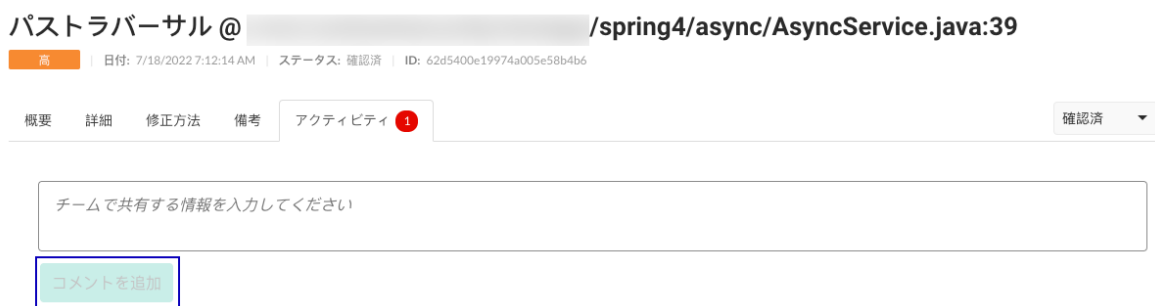 パストラバーサル @ /spring4/async/AsyncService.java:39
高 日付: 7/18/2022 7:12:14 AM ステータス: 確認済 ID: 62d5400e19974a005e58b4b6
概要 詳細 修正方法 備考 アクティビティ 1 確認済
チームで共有する情報を入力してください
コメントを追加